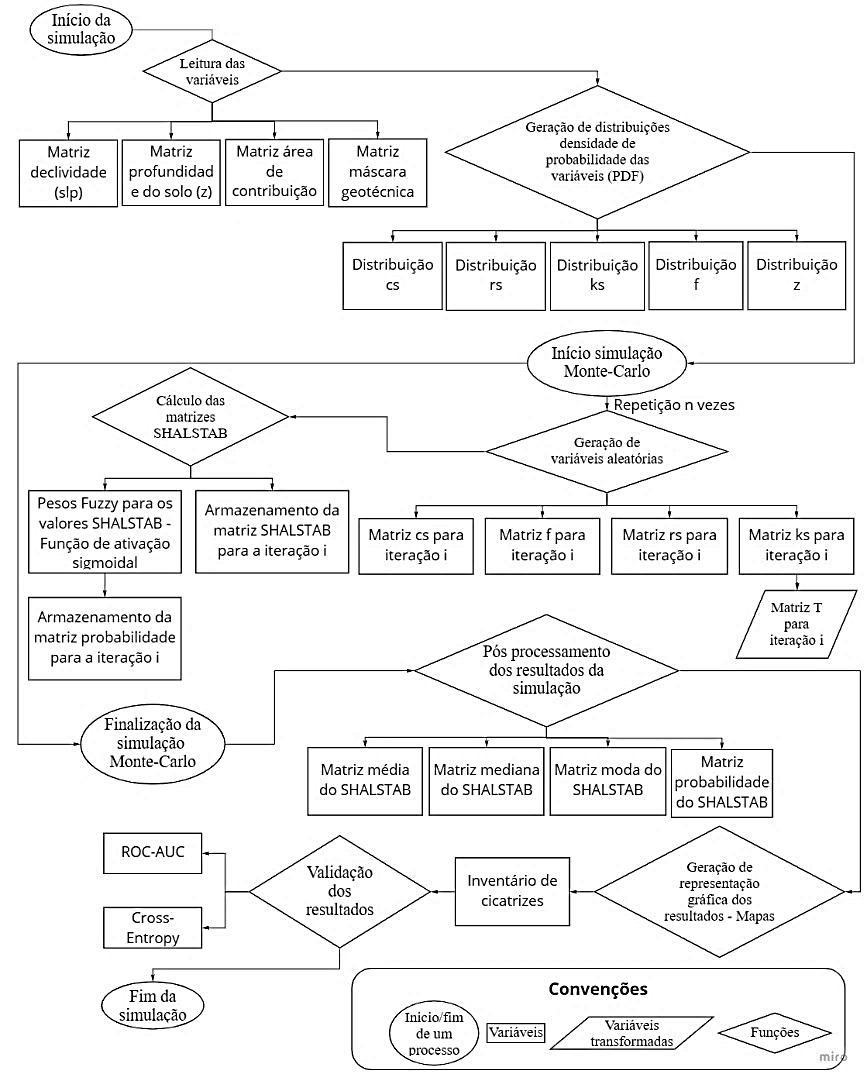 Início da
simulação
Leitura das
variáveis
Matriz
declividade
(slp)
Matriz
profundidad
e do solo (z)
Matriz área
de
contribuição
Matriz
máscara
geotécnica
Geração de distribuições
densidade de
probabilidade das
variáveis (PDF)
Distribuição
cs
Distribuição
rs
Distribuição
ks
Distribuição
f
Distribuição
z
Início simulação
Monte-Carlo
Repetição n vezes
Geração de
variáveis aleatórias
Cálculo das
matrizes
SHALSTAB
Pesos Fuzzy para os
valores SHALSTAB -
Função de ativação
sigmoidal
Armazenamento da
matriz SHALSTAB
para a iteração i
Armazenamento da
matriz probabilidade
para a iteração i
Matriz cs para
iteração i
Matriz f para
iteração i
Matriz rs para
iteração i
Matriz ks para
iteração i
Matriz T
para
iteração i
Finalização da
simulação
Monte-Carlo
Pós processamento
dos resultados da
simulação
Matriz média
do SHALSTAB
Matriz mediana
do SHALSTAB
Matriz moda do
SHALSTAB
Matriz
probabilidade
do SHALSTAB
Geração de
representação
gráfica dos
resultados - Mapas
Inventário de
cicatrizes
Validação
dos
resultados
ROC-AUC
Cross-
Entropy
Fim da
simulação
Convenções
Inicio/fim
de um
processo
Variáveis
Variáveis
transformadas
Funções
miro